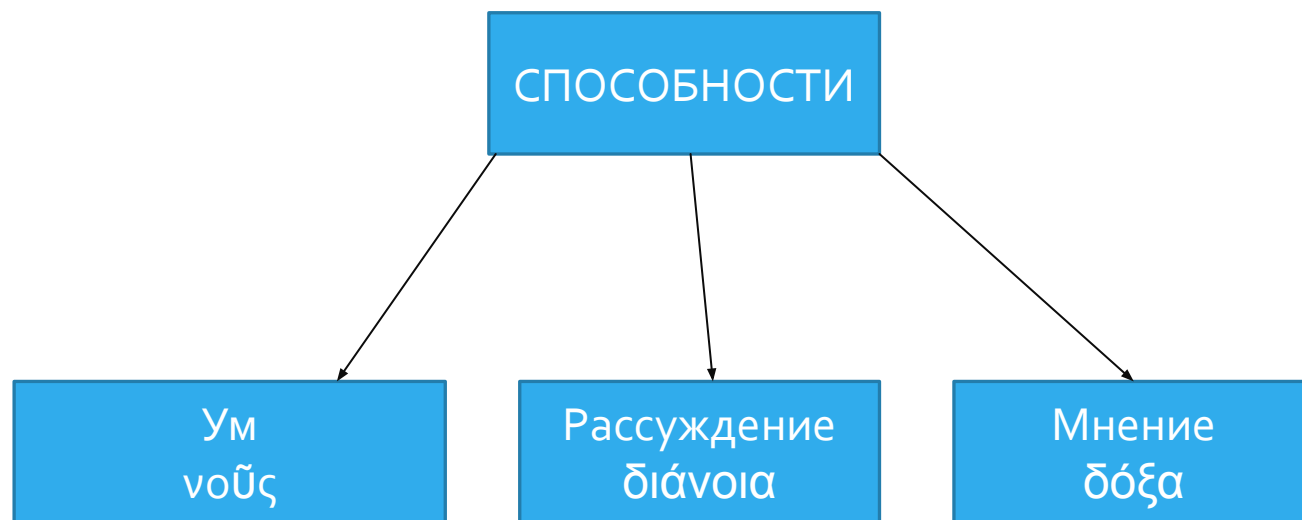 СПОСОБНОСТИ
Ум
νοῦς
Рассуждение
διάνοια
Мнение
δόξα